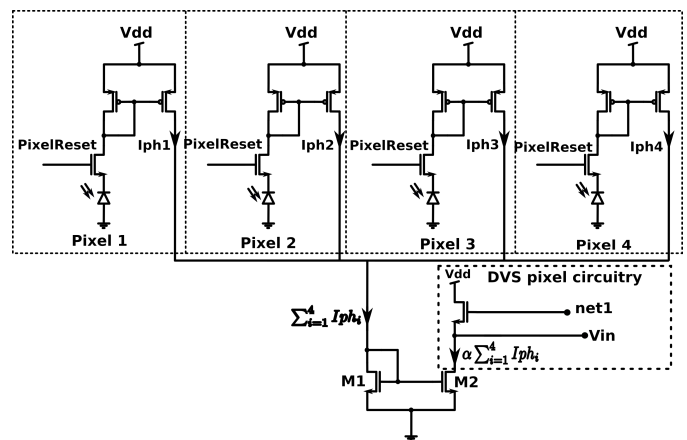 Vdd Vdd Vdd Vdd
PixelReset Iph1 PixelReset Iph2 PixelReset Iph3 PixelReset Iph4
Pixel 1 Pixel 2 Pixel 3 Pixel 4
Vdd DVS pixel circuitry
net1
∑⁴ᵢ₌₁ Iphᵢ
Vin
α∑⁴ᵢ₌₁ Iphᵢ
M1 M2